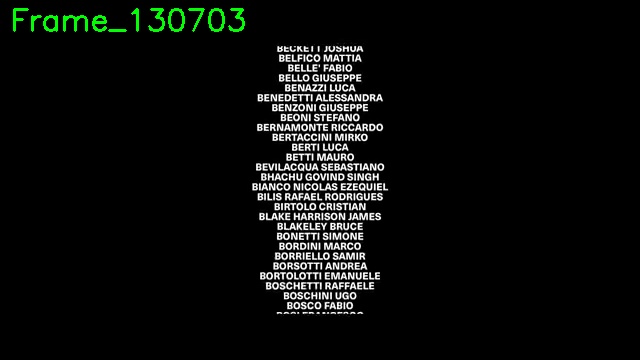 Frame_130703
BECKETT JOSHUA
BELFICO MATTIA
BELLE' FABIO
BELLO GIUSEPPE
BENAZZI LUCA
BENEDETTI ALESSANDRA
BENZONI GIUSEPPE
BEONI STEFANO
BERNAMONTE RICCARDO
BERTACCINI MIRKO
BERTI LUCA
BETTI MAURO
BEVILACQUA SEBASTIANO
BHACHU GOVIND SINGH
BIANCO NICOLAS EZEQUIEL
BILIS RAFAEL RODRIGUES
BIRTOLO CRISTIAN
BLAKE HARRISON JAMES
BLAKELEY BRUCE
BONETTI SIMONE
BORDINI MARCO
BORRIELLO SAMIR
BORSOTTI ANDREA
BORTOLOTTI EMANUELE
BOSCHETTI RAFFAELE
BOSCHINI UGO
BOSCO FABIO